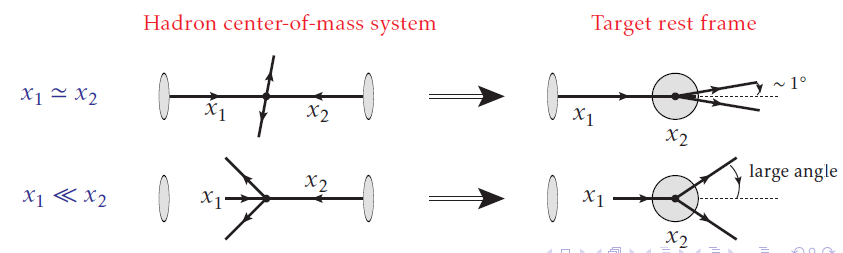 Hadron center-of-mass system
Target rest frame
x₁ ≃ x₂
x₁
x₂
x₁
x₂
~ 1°
x₁ ≪ x₂
x₁
x₂
x₁
x₂
large angle